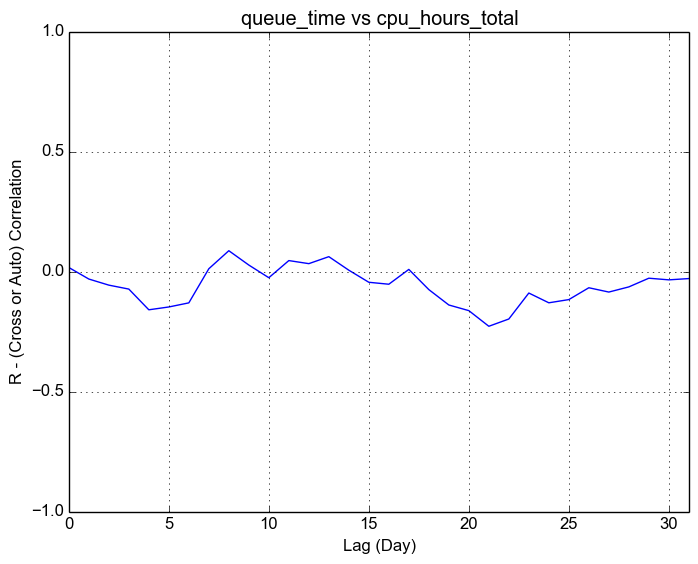 queue_time vs cpu_hours_total
R - (Cross or Auto) Correlation
1.0
0.5
0.0
−0.5
−1.0
0 5 10 15 20 25 30
Lag (Day)